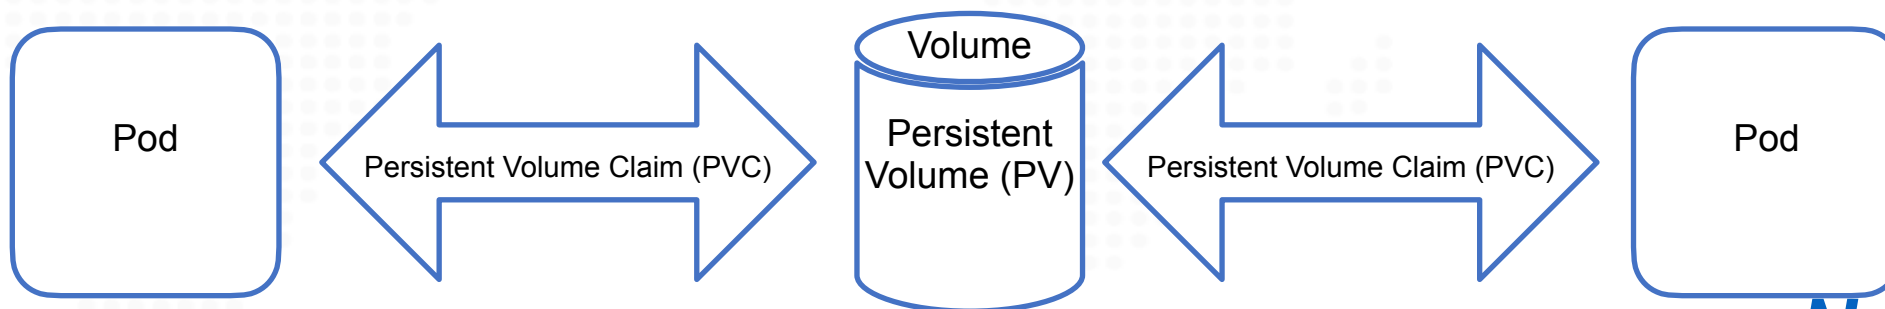 Pod
Persistent Volume Claim (PVC)
Volume
Persistent
Volume (PV)
Persistent Volume Claim (PVC)
Pod